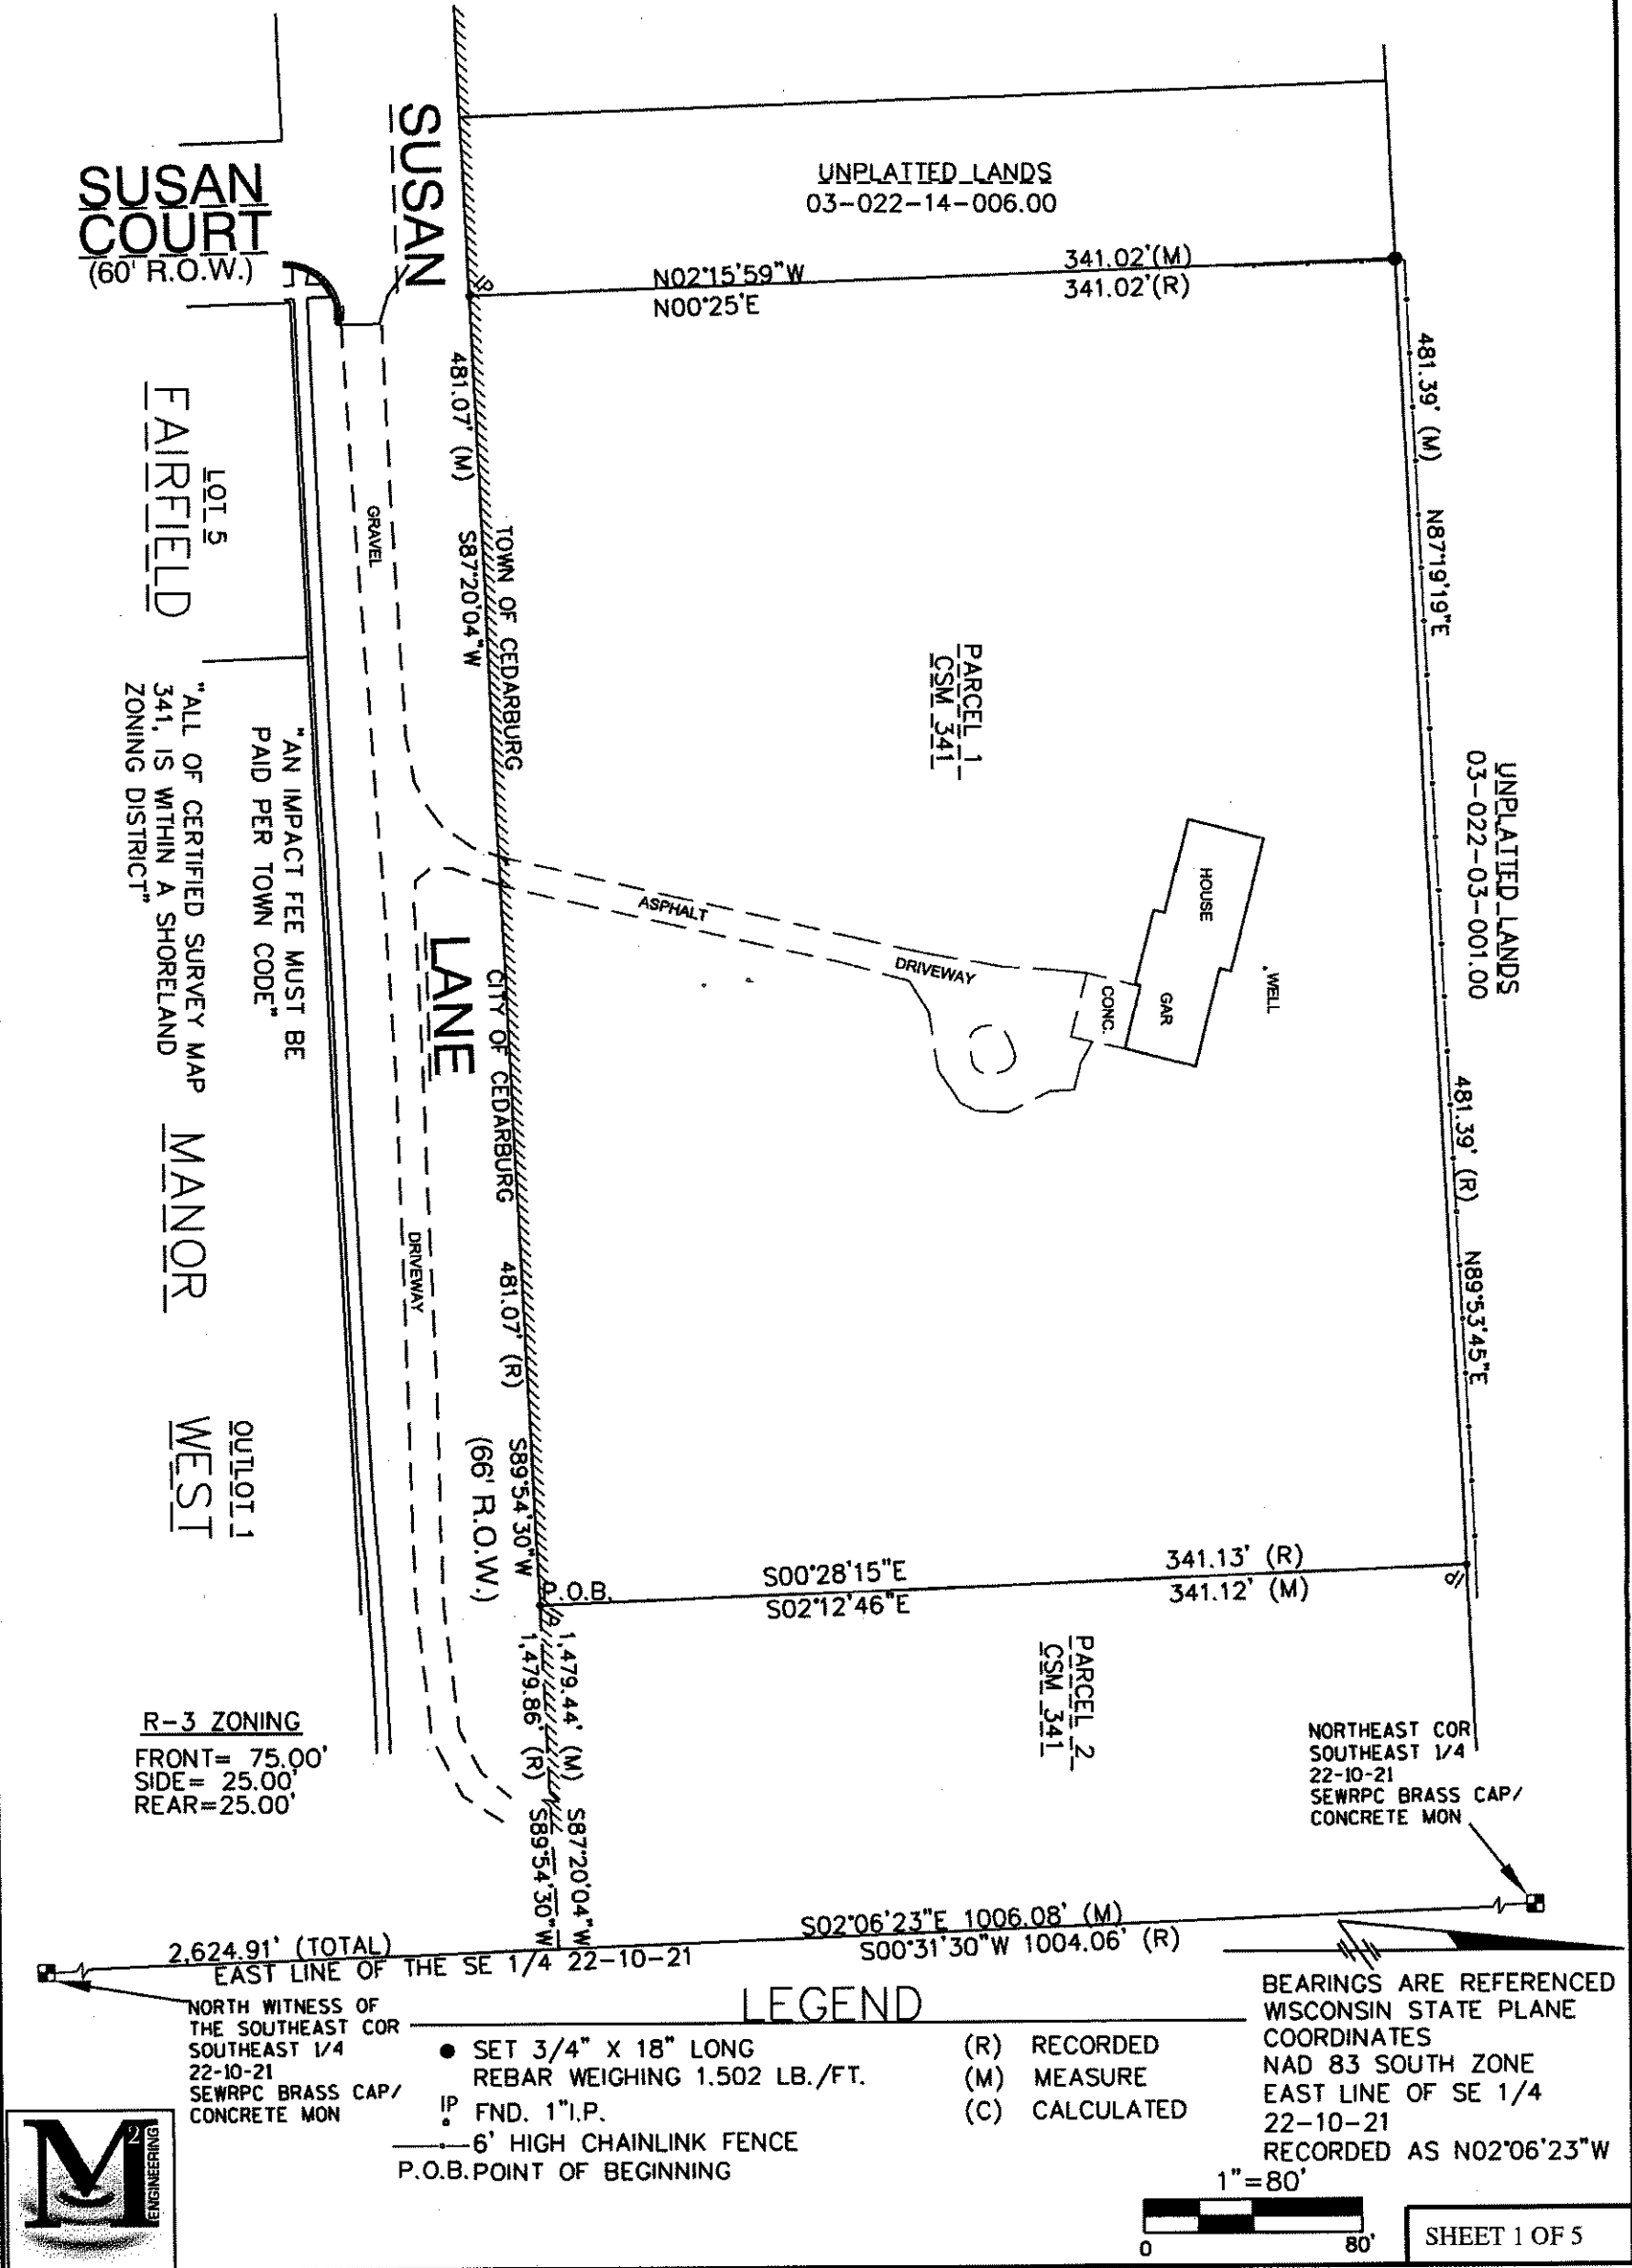 UNPLATTED LANDS
03-022-14-006.00
SUSAN
COURT
(60' R.O.W.)
SUSAN
IP
N02°15'59"W
341.02'(M)
N00°25'E
341.02'(R)
481.39' (M)
N87°19'19"E
481.07' (M)
S87°20'04"W
TOWN OF CEDARBURG
GRAVEL
LOT 5
FAIRFIELD
PARCEL 1
CSM 341
UNPLATTED LANDS
03-022-03-001.00
"AN IMPACT FEE MUST BE
PAID PER TOWN CODE"
"ALL OF CERTIFIED SURVEY MAP
341, IS WITHIN A SHORELAND
ZONING DISTRICT"
HOUSE
GAR
CONC.
WELL
ASPHALT
DRIVEWAY
LANE
CITY OF CEDARBURG
MANOR
DRIVEWAY
481.07' (R)
S89°54'30"W
(66' R.O.W.)
481.39' (R)
N89°53'45"E
OUTLOT 1
WEST
P.O.B.
IP
S00°28'15"E
341.13' (R)
S02°12'46"E
341.12' (M)
IP
1,479.44' (M)
S87°20'04"W
1,479.86' (R)
S89°54'30"W
PARCEL 2
CSM 341
R-3 ZONING
FRONT= 75.00'
SIDE= 25.00'
REAR=25.00'
NORTHEAST COR
SOUTHEAST 1/4
22-10-21
SEWRPC BRASS CAP/
CONCRETE MON
S02°06'23"E 1006.08' (M)
S00°31'30"W 1004.06' (R)
2,624.91' (TOTAL)
EAST LINE OF THE SE 1/4 22-10-21
NORTH WITNESS OF
THE SOUTHEAST COR
SOUTHEAST 1/4
22-10-21
SEWRPC BRASS CAP/
CONCRETE MON
LEGEND
SET 3/4" X 18" LONG
REBAR WEIGHING 1.502 LB./FT.
IP FND. 1"I.P.
6' HIGH CHAINLINK FENCE
P.O.B. POINT OF BEGINNING
(R) RECORDED
(M) MEASURE
(C) CALCULATED
BEARINGS ARE REFERENCED
WISCONSIN STATE PLANE
COORDINATES
NAD 83 SOUTH ZONE
EAST LINE OF SE 1/4
22-10-21
RECORDED AS N02°06'23"W
1"=80'
0 80'
M2
ENGINEERING
SHEET 1 OF 5